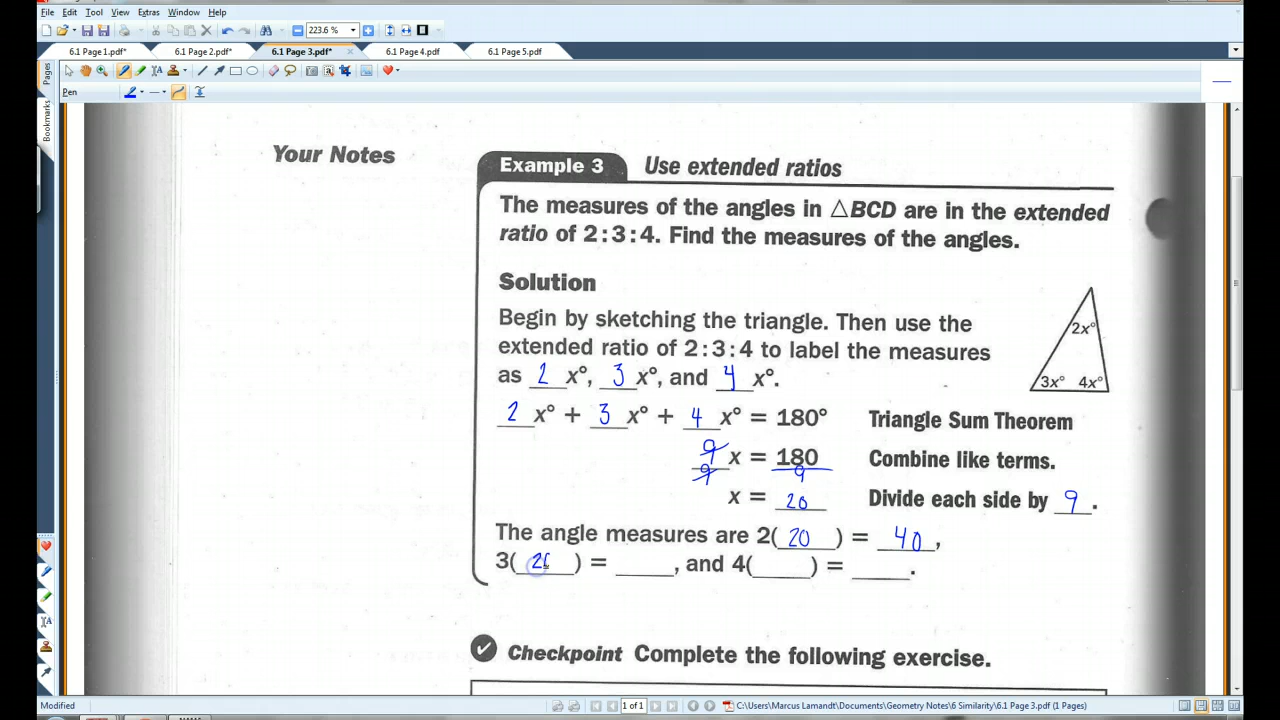 File Edit Tool View Extras Window Help
223.6 %
6.1 Page 1.pdf* 6.1 Page 2.pdf* 6.1 Page 3.pdf* 6.1 Page 4.pdf 6.1 Page 5.pdf
Pen
Pages
Bookmarks
Your Notes
Example 3 Use extended ratios
The measures of the angles in △BCD are in the extended
ratio of 2:3:4. Find the measures of the angles.
Solution
Begin by sketching the triangle. Then use the
extended ratio of 2:3:4 to label the measures
as 2 x°, 3 x°, and 4 x°.
2x°
3x° 4x°
2 x° + 3 x° + 4 x° = 180° Triangle Sum Theorem
9 x = 180 Combine like terms.
9 9
x = 20 Divide each side by 9.
The angle measures are 2( 20 ) = 40,
3( 20 ) = ____, and 4(____) = ____.
Checkpoint Complete the following exercise.
Modified 1 of 1 C:\Users\Marcus Lamandt\Documents\Geometry Notes\6 Similarity\6.1 Page 3.pdf (1 Pages)